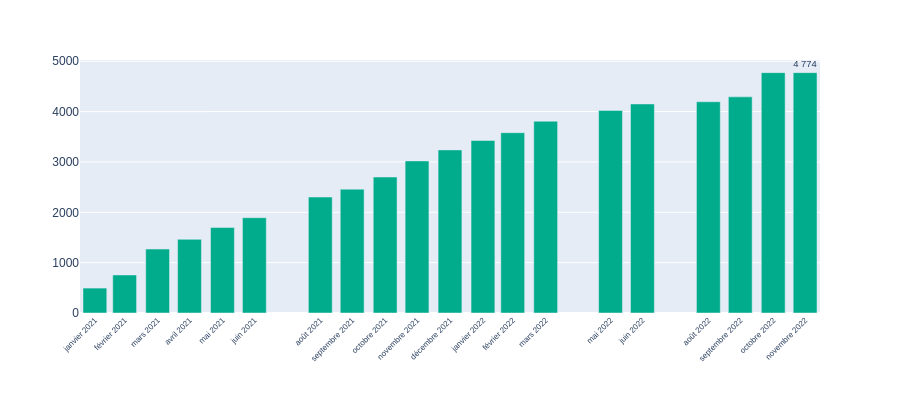 5000
4000
3000
2000
1000
0
4 774
janvier 2021
février 2021
mars 2021
avril 2021
mai 2021
juin 2021
août 2021
septembre 2021
octobre 2021
novembre 2021
décembre 2021
janvier 2022
février 2022
mars 2022
mai 2022
juin 2022
août 2022
septembre 2022
octobre 2022
novembre 2022